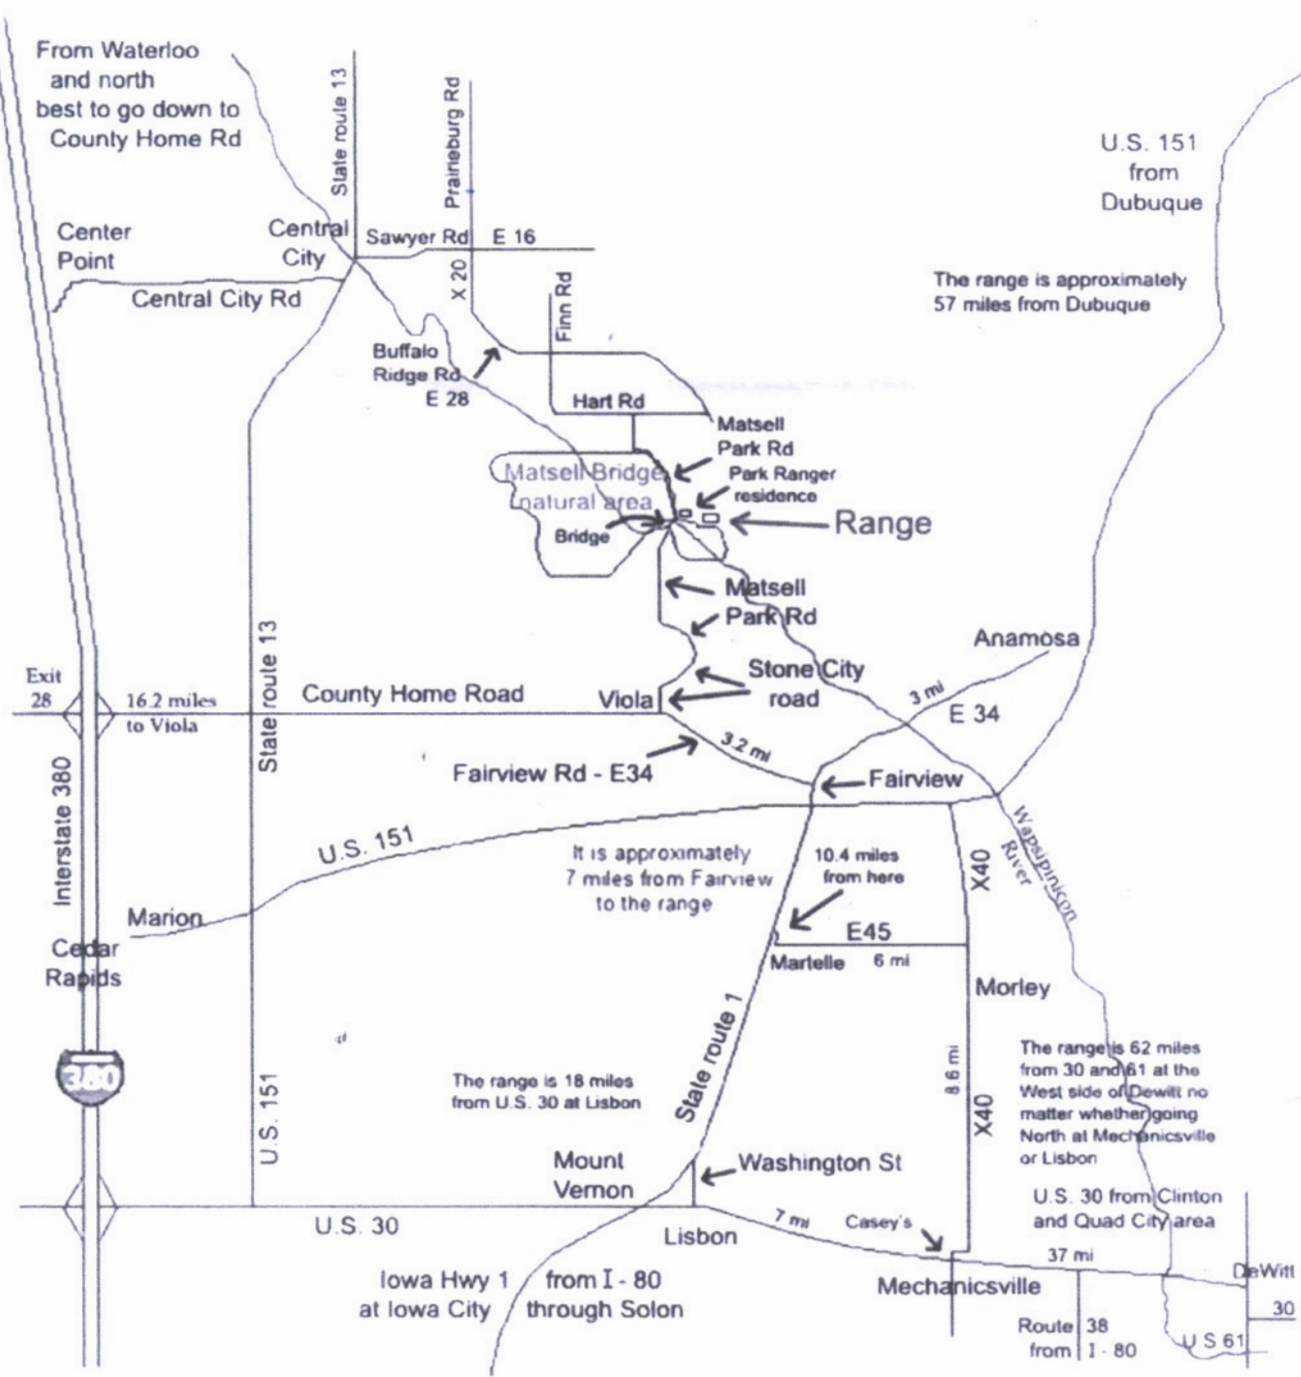 From Waterloo
and north
best to go down to
County Home Rd
State route 13
Praineburg Rd
U.S. 151
from
Dubuque
Center
Point
Central
City
Sawyer Rd
E 16
Central City Rd
X 20
Finn Rd
The range is approximately
57 miles from Dubuque
Buffalo
Ridge Rd
E 28
Hart Rd
Matsell
Park Rd
Matsell Bridge
natural area
Park Ranger
residence
Bridge
Range
Matsell
Park Rd
Anamosa
Stone City
road
Exit
28
16.2 miles
to Viola
State route 13
County Home Road
Viola
3 mi
E 34
3.2 mi
Fairview Rd - E34
Fairview
Interstate 380
U.S. 151
It is approximately
7 miles from Fairview
to the range
10.4 miles
from here
X40
Wapsipinicon
River
Marion
Cedar
Rapids
E45
Martelle
6 mi
Morley
380
State route 1
The range is 18 miles
from U.S. 30 at Lisbon
8.6 mi
X40
The range is 62 miles
from 30 and 61 at the
West side of Dewitt no
matter whether going
North at Mechanicsville
or Lisbon
U.S. 151
Mount
Vernon
Washington St
U.S. 30
Lisbon
7 mi
Casey's
U.S. 30 from Clinton
and Quad City area
37 mi
Mechanicsville
DeWitt
30
Iowa Hwy 1 from I - 80
at Iowa City through Solon
Route 38
from I - 80
U S 61